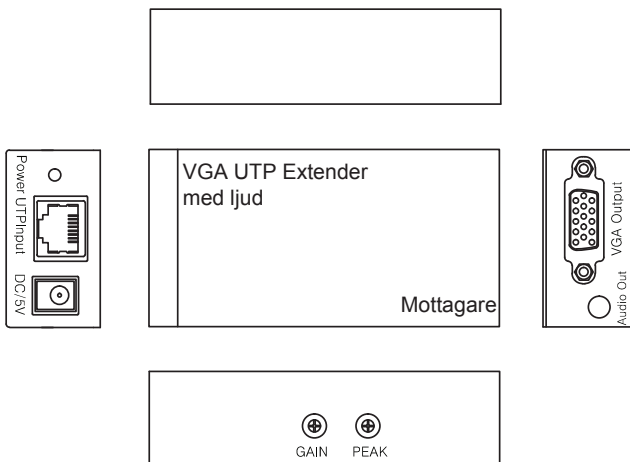 VGA UTP Extender
med ljud
Mottagare
Power UTPInput
DC/5V
VGA Output
Audio Out
GAIN PEAK